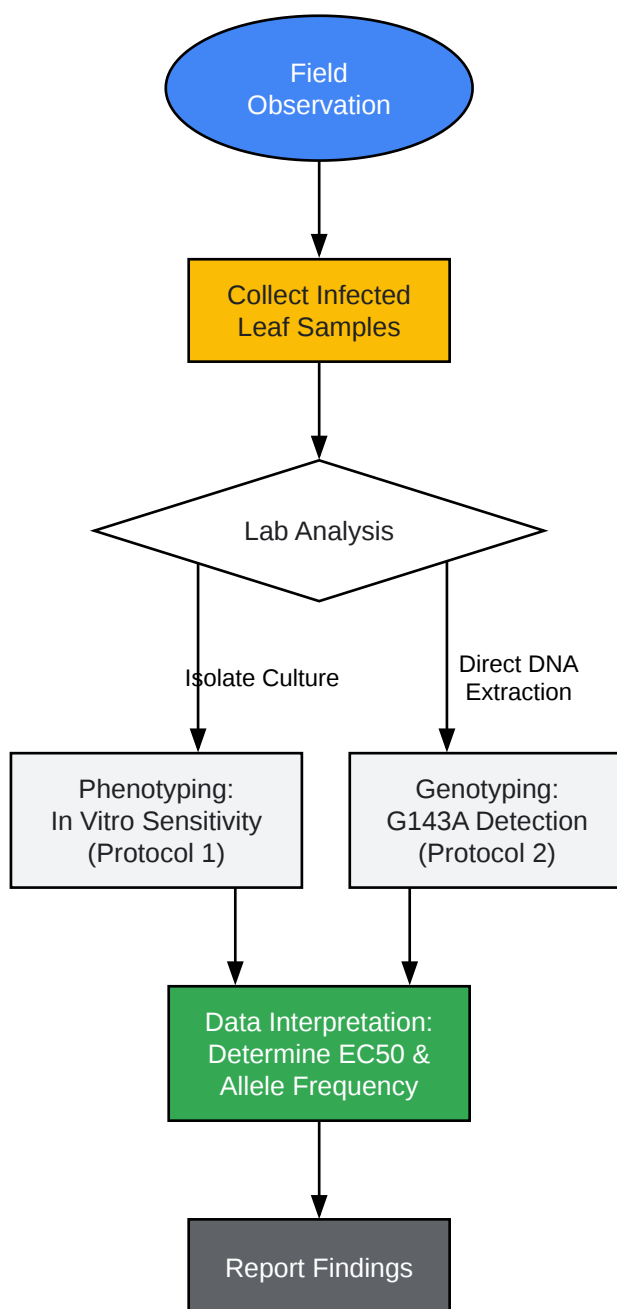 Field
Observation
Collect Infected
Leaf Samples
Lab Analysis
Isolate Culture
Direct DNA
Extraction
Phenotyping:
In Vitro Sensitivity
(Protocol 1)
Genotyping:
G143A Detection
(Protocol 2)
Data Interpretation:
Determine EC50 &
Allele Frequency
Report Findings